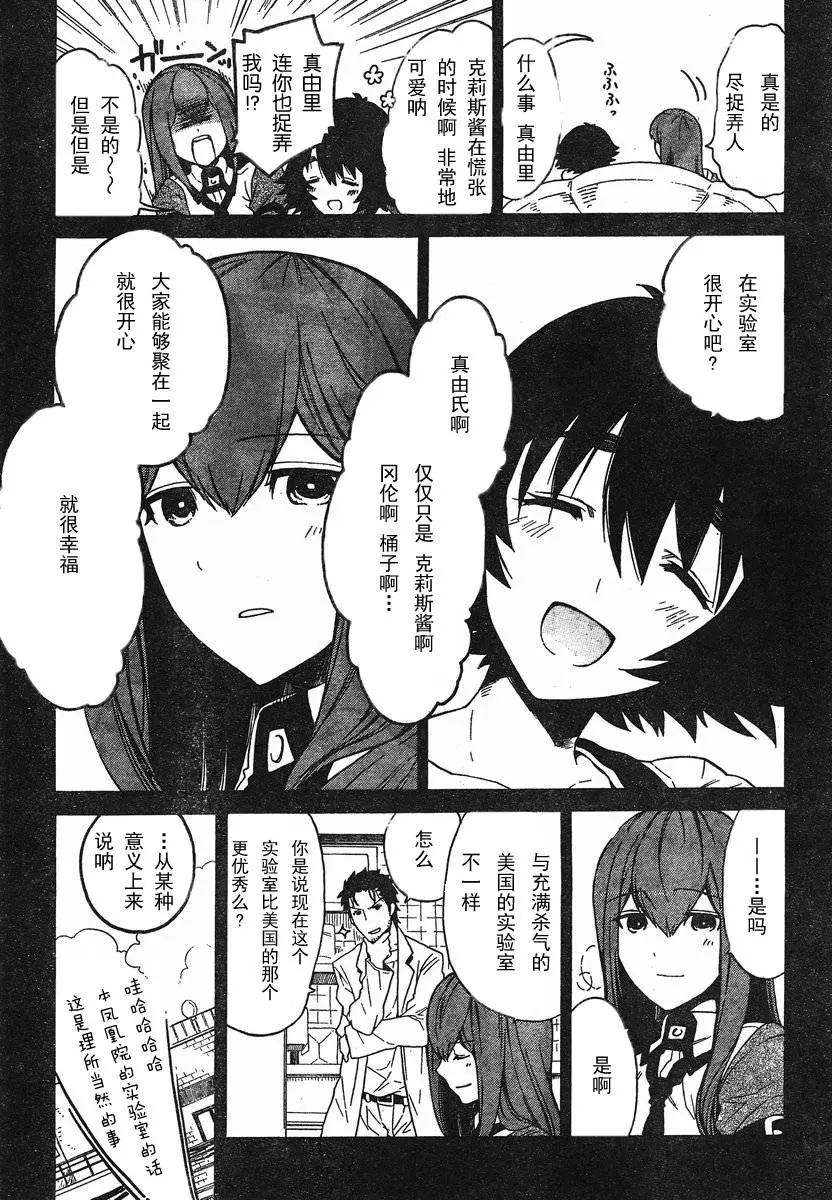 真是的
尽捉弄人
ふふふっ
什么事 真由里
克莉斯酱在慌张
的时候啊 非常地
可爱呐
真由里
连你也捉弄
我吗!?
ガーン
不是的～～
但是但是
在实验室
很开心吧？
真由氏啊
仅仅只是 克莉斯酱啊
冈伦啊 桶子啊…
大家能够聚在一起
就很开心
就很幸福
——…是吗
是啊
与充满杀气的
美国的实验室
不一样
怎么
你是说现在这个
实验室比美国的那个
更优秀么？
…从某种
意义上来
说呐
哇哈哈哈哈
本凤凰院的实验室的话
这是理所当然的事